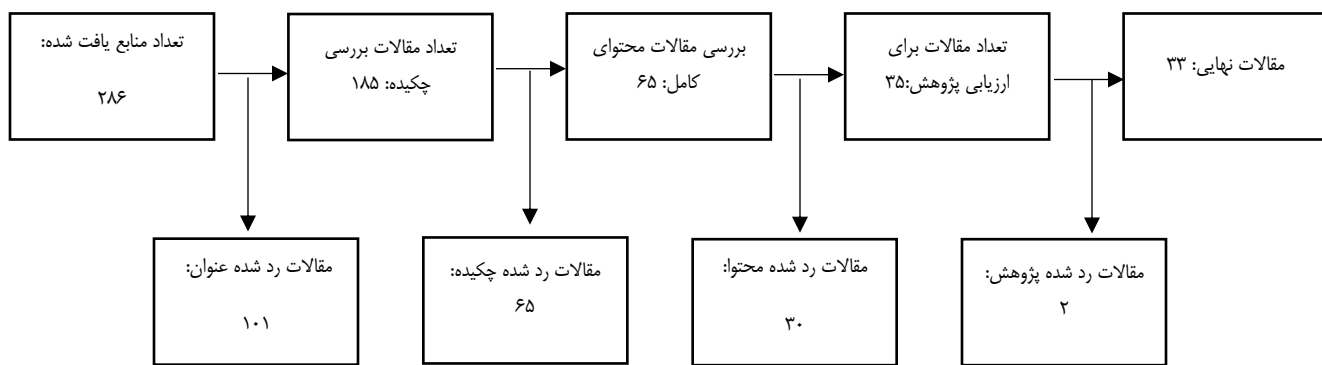 تعداد منابع یافت شده:
۲۸۶
تعداد مقالات بررسی
چکیده: ۱۸۵
بررسی مقالات محتوای
کامل: ۶۵
تعداد مقالات برای
ارزیابی پژوهش:۳۵
مقالات نهایی: ۳۳
مقالات رد شده عنوان:
۱۰۱
مقالات رد شده چکیده:
۶۵
مقالات رد شده محتوا:
۳۰
مقالات رد شده پژوهش:
۲